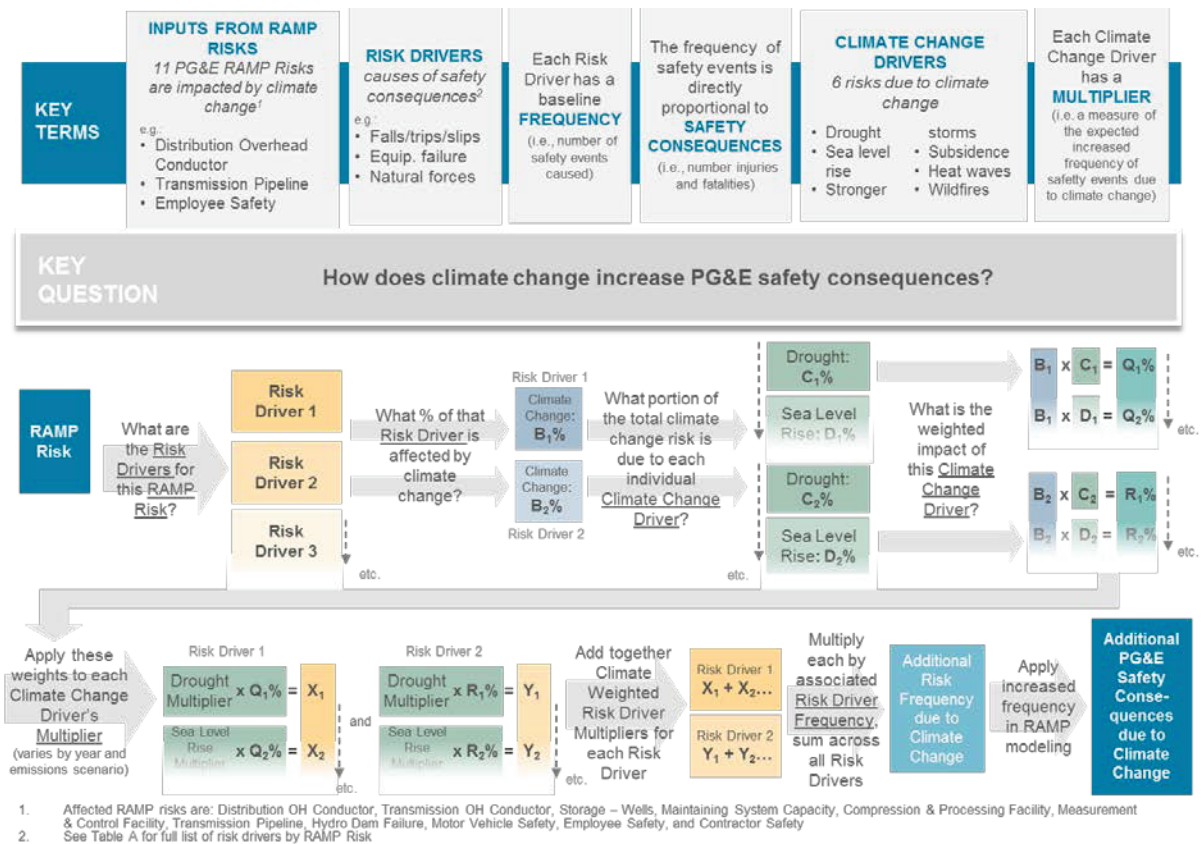 KEY
TERMS
INPUTS FROM RAMP
RISKS
11 PG&E RAMP Risks
are impacted by climate
change1
e.g.:
• Distribution Overhead
Conductor
• Transmission Pipeline
• Employee Safety
RISK DRIVERS
causes of safety
consequences2
e.g.:
• Falls/trips/slips
• Equip. failure
• Natural forces
Each Risk
Driver has a
baseline
FREQUENCY
(i.e., number of
safety events
caused)
The frequency of
safety events is
directly
proportional to
SAFETY
CONSEQUENCES
(i.e., number injuries
and fatalities)
CLIMATE CHANGE
DRIVERS
6 risks due to climate
change
• Drought
• Sea level
rise
• Stronger
storms
• Subsidence
• Heat waves
• Wildfires
Each Climate
Change Driver
has a
MULTIPLIER
(i.e. a measure of
the expected
increased
frequency of
safetty events due
to climate change)
KEY
QUESTION
How does climate change increase PG&E safety consequences?
RAMP
Risk
What are
the Risk
Drivers for
this RAMP
Risk?
Risk
Driver 1
Risk
Driver 2
Risk
Driver 3
etc.
What % of that
Risk Driver is
affected by
climate
change?
Risk Driver 1
Climate
Change:
B1%
Climate
Change:
B2%
Risk Driver 2
What portion of
the total climate
change risk is
due to each
individual
Climate Change
Driver?
Drought:
C1%
Sea Level
Rise: D1%
Drought:
C2%
Sea Level
Rise: D2%
etc.
What is the
weighted
impact of
this Climate
Change
Driver?
B1 x C1 = Q1%
B1 x D1 = Q2%
etc.
B2 x C2 = R1%
B2 x D2 = R2%
etc.
Apply these
weights to each
Climate Change
Driver's
Multiplier
(varies by year and
emissions scenario)
Risk Driver 1
Drought
Multiplier x Q1% = X1
Sea Level
Rise
Multiplier x Q2% = X2
etc.
and
Risk Driver 2
Drought
Multiplier x R1% = Y1
Sea Level
Rise
Multiplier x R2% = Y2
etc.
Add together
Climate
Weighted
Risk Driver
Multipliers for
each Risk
Driver
Risk Driver 1
X1 + X2...
Risk Driver 2
Y1 + Y2...
Multiply
each by
associated
Risk Driver
Frequency,
sum across
all Risk
Drivers
Additional
Risk
Frequency
due to
Climate
Change
Apply
increased
frequency
in RAMP
modeling
Additional
PG&E
Safety
Conse-
quences
due to
Climate
Change
1. Affected RAMP risks are: Distribution OH Conductor, Transmission OH Conductor, Storage – Wells, Maintaining System Capacity, Compression & Processing Facility, Measurement
& Control Facility, Transmission Pipeline, Hydro Dam Failure, Motor Vehicle Safety, Employee Safety, and Contractor Safety
2. See Table A for full list of risk drivers by RAMP Risk